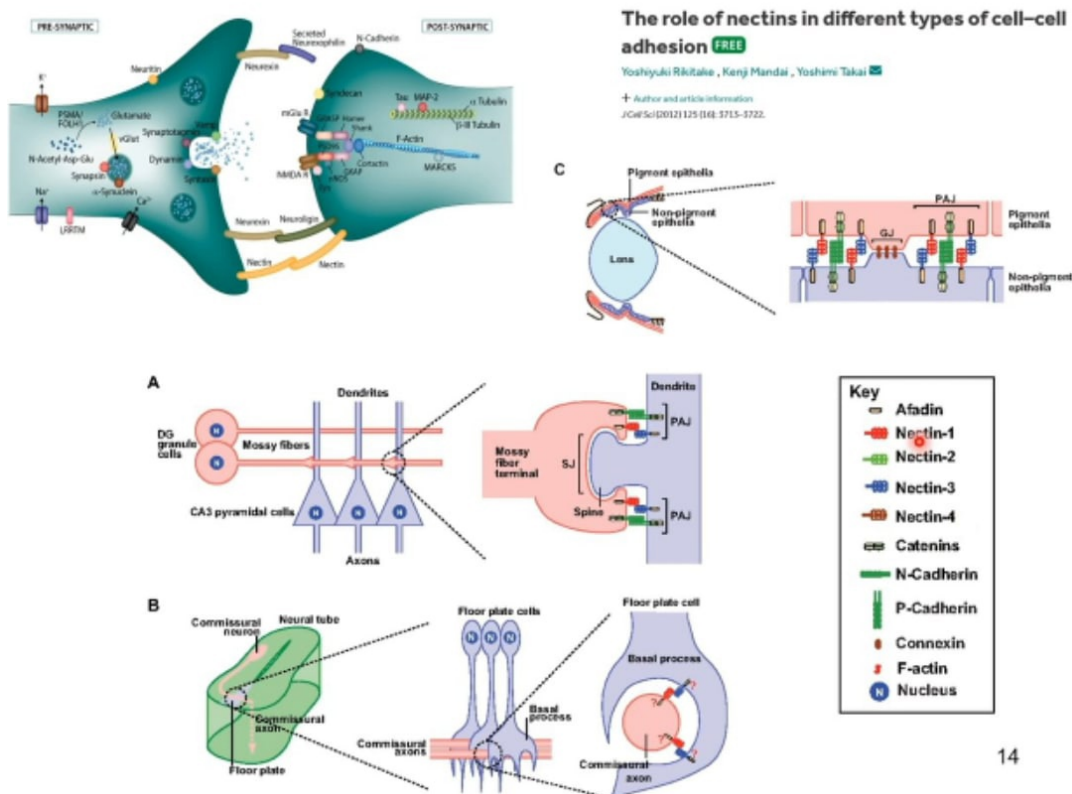 PRE-SYNAPTIC
POST-SYNAPTIC
K⁺
Neuritin
Neurexin
Secreted
Neurexophilin
N-Cadherin
Syndecan
PSMA/
FOLH1
Glutamate
vGlut
N-Acetyl-Asp-Glu
Synaptotagmin
Dynamin
Synapsin
α-Synuclein
Syntaxin
Na⁺
LRRTM
Ca²⁺
mGlu R
GRASP
Homer
Shank
PSD95
NMDA R
nNOS
GKAP
Cortactin
F-Actin
MARCKS
Tau
MAP-2
α Tubulin
β-III Tubulin
Neurexin
Neuroligin
Nectin
Nectin
The role of nectins in different types of cell–cell
adhesion FREE
Yoshiyuki Rikitake , Kenji Mandai , Yoshimi Takai
+ Author and article information
J Cell Sci (2012) 125 (16): 3713–3722.
C
Pigment epithelia
Non-pigment
epithelia
Lens
PAJ
GJ
Pigment
epithelia
Non-pigment
epithelia
A
Dendrites
DG
granule
cells
N
N
Mossy fibers
CA3 pyramidal cells
N
N
N
Axons
Dendrite
Mossy
fiber
terminal
SJ
Spine
PAJ
PAJ
Key
Afadin
Nectin-1
Nectin-2
Nectin-3
Nectin-4
Catenins
N-Cadherin
P-Cadherin
Connexin
F-actin
N Nucleus
B
Commissural
neuron
Neural tube
Commissural
axon
Floor plate
Floor plate cells
N
N
N
Basal
process
Commissural
axons
Floor plate cell
Basal process
?
?
?
?
Commissural
axon
14